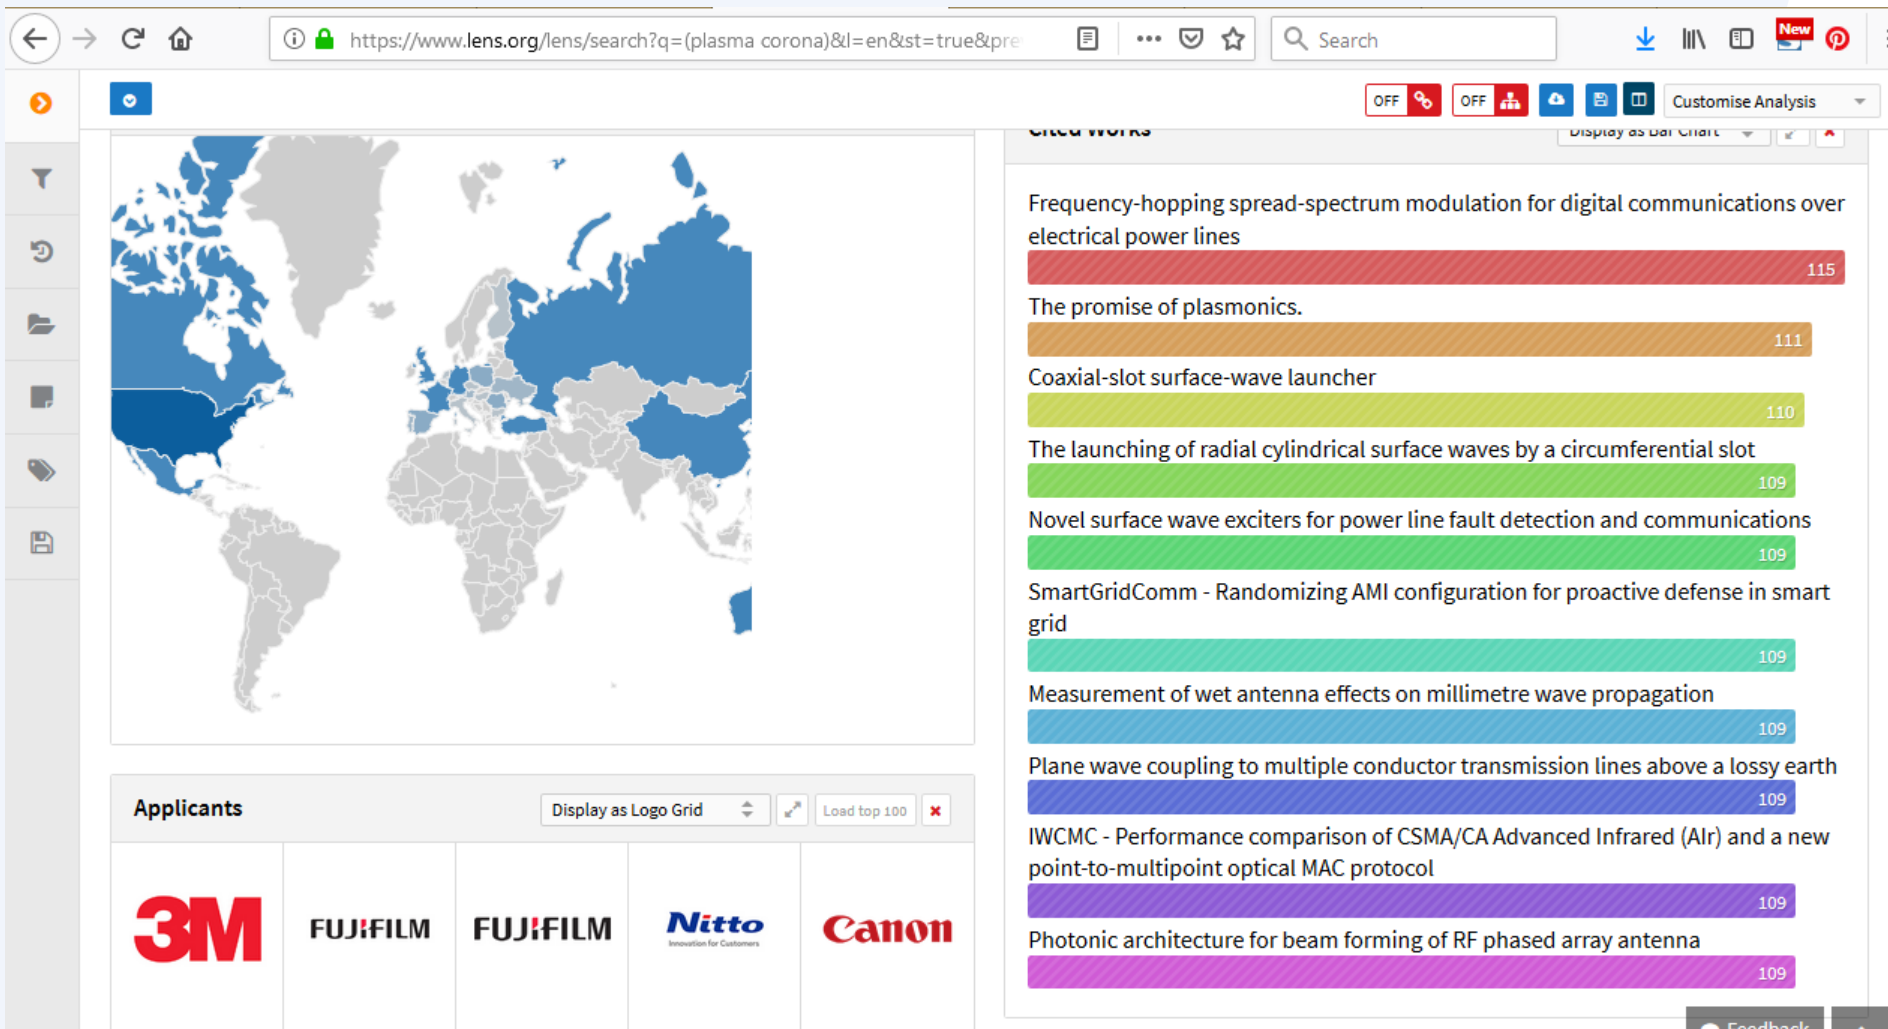 https://www.lens.org/lens/search?q=(plasma corona)&l=en&st=true&pre
Search
New
OFF
OFF
Customise Analysis
Cited Works
Display as Bar Chart
Frequency-hopping spread-spectrum modulation for digital communications over
electrical power lines
115
The promise of plasmonics.
111
Coaxial-slot surface-wave launcher
110
The launching of radial cylindrical surface waves by a circumferential slot
109
Novel surface wave exciters for power line fault detection and communications
109
SmartGridComm - Randomizing AMI configuration for proactive defense in smart
grid
109
Measurement of wet antenna effects on millimetre wave propagation
109
Plane wave coupling to multiple conductor transmission lines above a lossy earth
109
IWCMC - Performance comparison of CSMA/CA Advanced Infrared (AIr) and a new
point-to-multipoint optical MAC protocol
109
Photonic architecture for beam forming of RF phased array antenna
109
Applicants
Display as Logo Grid
Load top 100
3M
FUJIFILM
FUJIFILM
Nitto
Innovation for Customers
Canon
Feedback